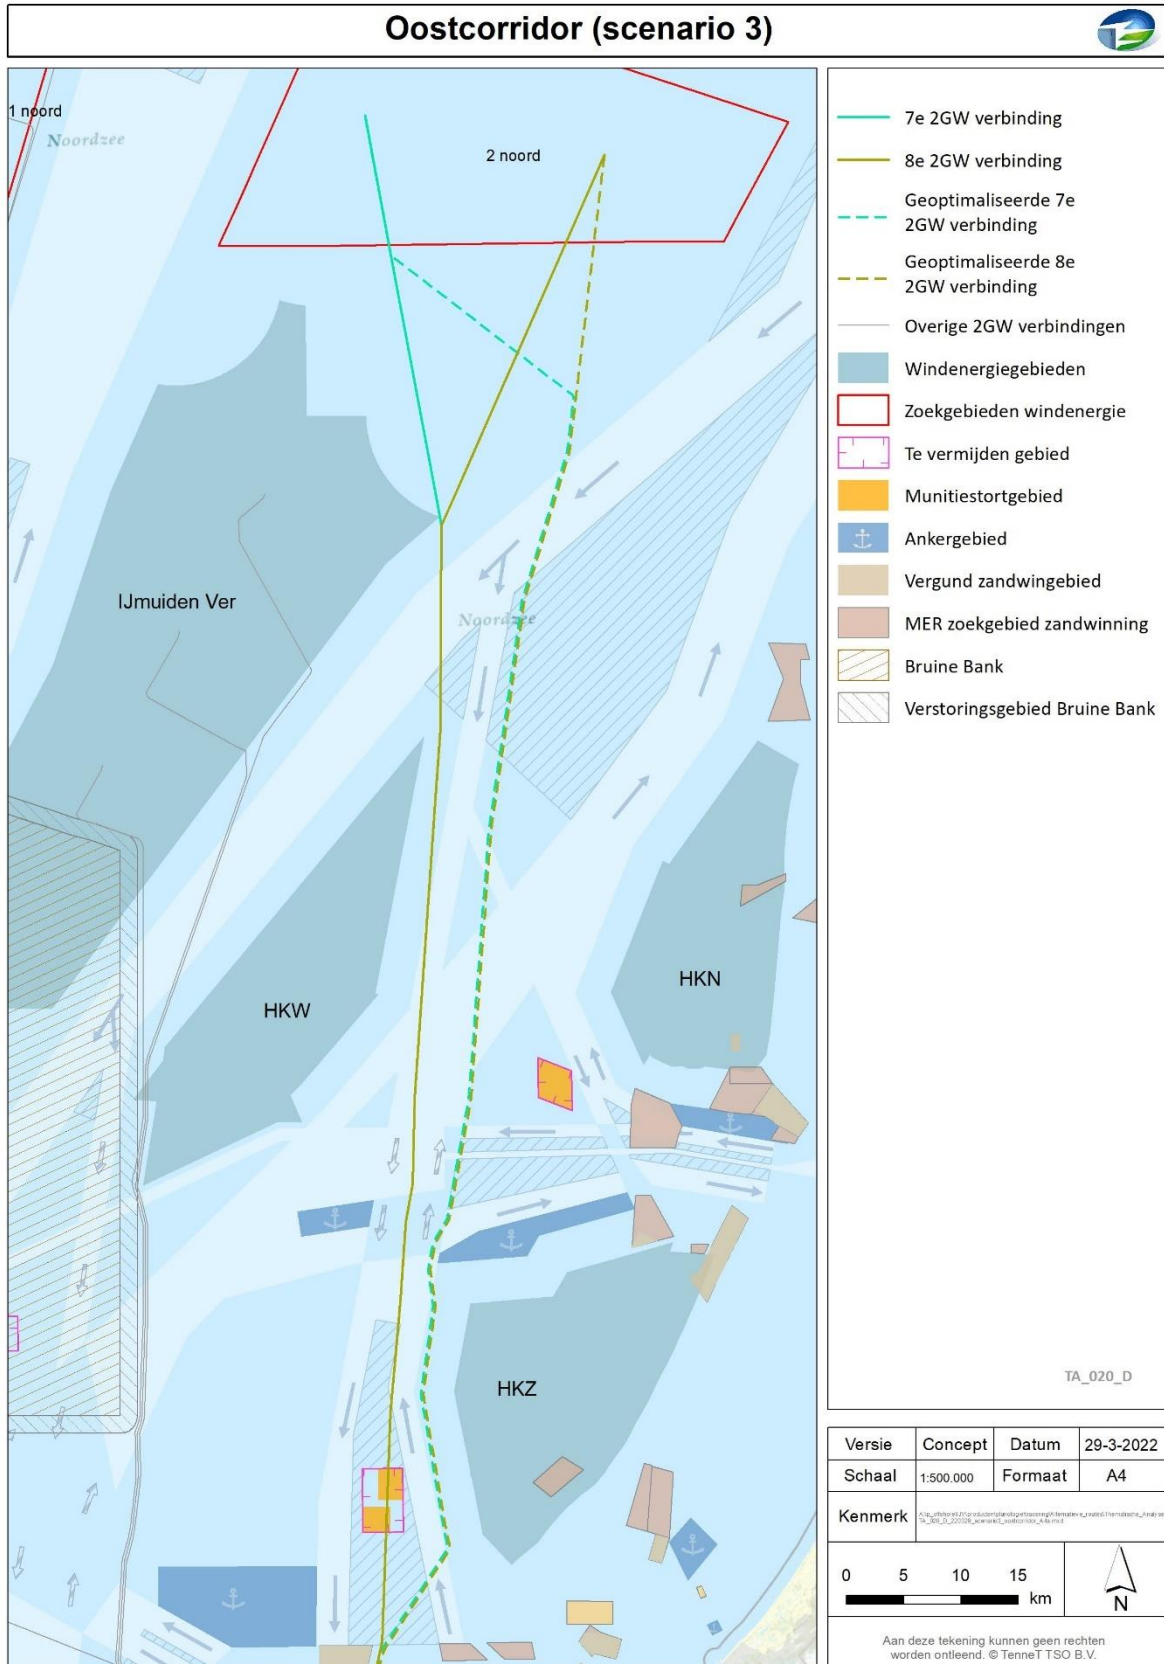 Oostcorridor (scenario 3)
1 noord
Noordzee
2 noord
IJmuiden Ver
Noordzee
HKW
HKN
HKZ
7e 2GW verbinding
8e 2GW verbinding
Geoptimaliseerde 7e
2GW verbinding
Geoptimaliseerde 8e
2GW verbinding
Overige 2GW verbindingen
Windenergiegebieden
Zoekgebieden windenergie
Te vermijden gebied
Munitiestortgebied
Ankergebied
Vergund zandwingebied
MER zoekgebied zandwinning
Bruine Bank
Verstoringsgebied Bruine Bank
TA_020_D
Versie Concept Datum 29-3-2022
Schaal 1:500.000 Formaat A4
Kenmerk
0 5 10 15
km
N
Aan deze tekening kunnen geen rechten
worden ontleend. © TenneT TSO B.V.